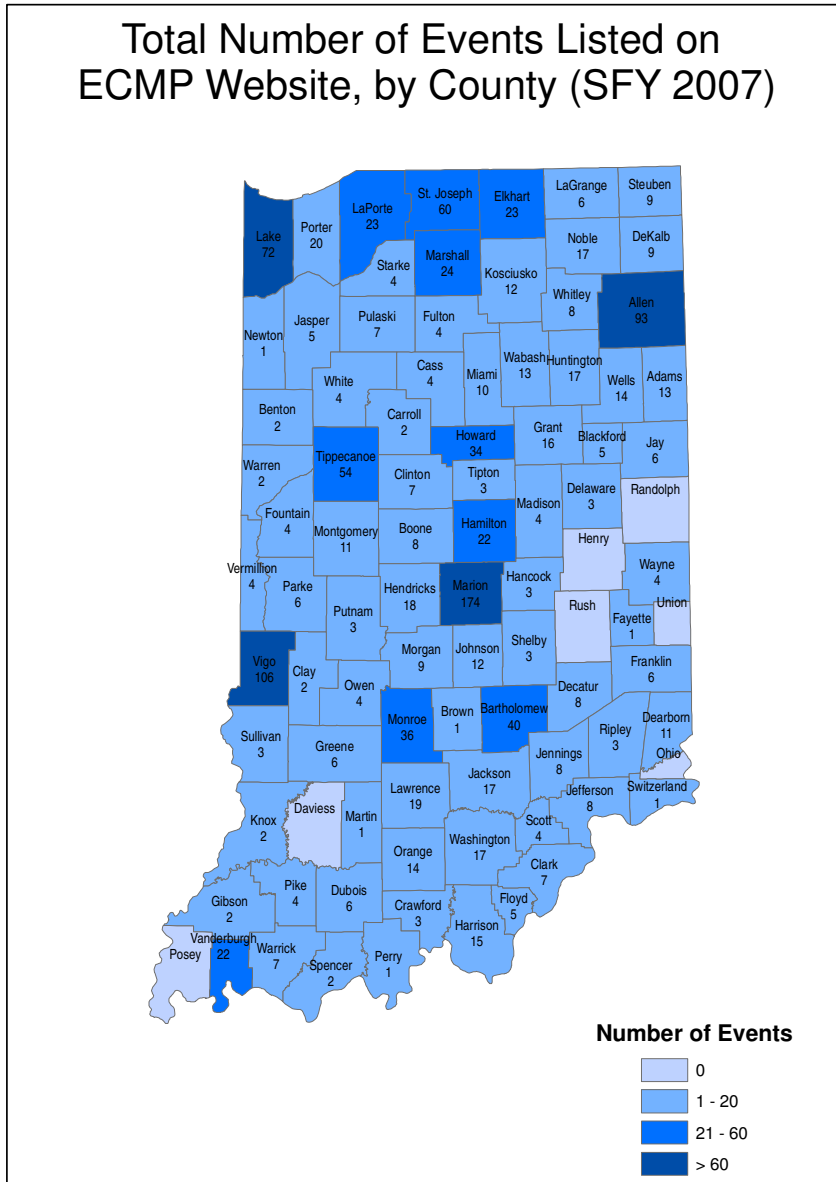 Total Number of Events Listed on
ECMP Website, by County (SFY 2007)
LaGrange
6
Steuben
9
St. Joseph
60
Elkhart
23
LaPorte
23
Porter
20
Lake
72
Noble
17
DeKalb
9
Marshall
24
Starke
4
Kosciusko
12
Whitley
8
Allen
93
Newton
1
Jasper
5
Pulaski
7
Fulton
4
Wabash
13
Huntington
17
Miami
10
Cass
4
White
4
Wells
14
Adams
13
Benton
2
Carroll
2
Grant
16
Blackford
5
Jay
6
Howard
34
Tippecanoe
54
Warren
2
Clinton
7
Tipton
3
Delaware
3
Randolph
Madison
4
Fountain
4
Montgomery
11
Boone
8
Hamilton
22
Henry
Vermillion
4
Parke
6
Hendricks
18
Marion
174
Hancock
3
Wayne
4
Putnam
3
Rush
Fayette
1
Union
Morgan
9
Johnson
12
Shelby
3
Vigo
106
Clay
2
Owen
4
Franklin
6
Decatur
8
Monroe
36
Brown
1
Bartholomew
40
Dearborn
11
Ripley
3
Sullivan
3
Greene
6
Jennings
8
Ohio
Jackson
17
Lawrence
19
Jefferson
8
Switzerland
1
Daviess
Martin
1
Knox
2
Scott
4
Washington
17
Orange
14
Clark
7
Pike
4
Dubois
6
Gibson
2
Crawford
3
Floyd
5
Harrison
15
Vanderburgh
22
Posey
Warrick
7
Spencer
2
Perry
1
Number of Events
0
1 - 20
21 - 60
> 60